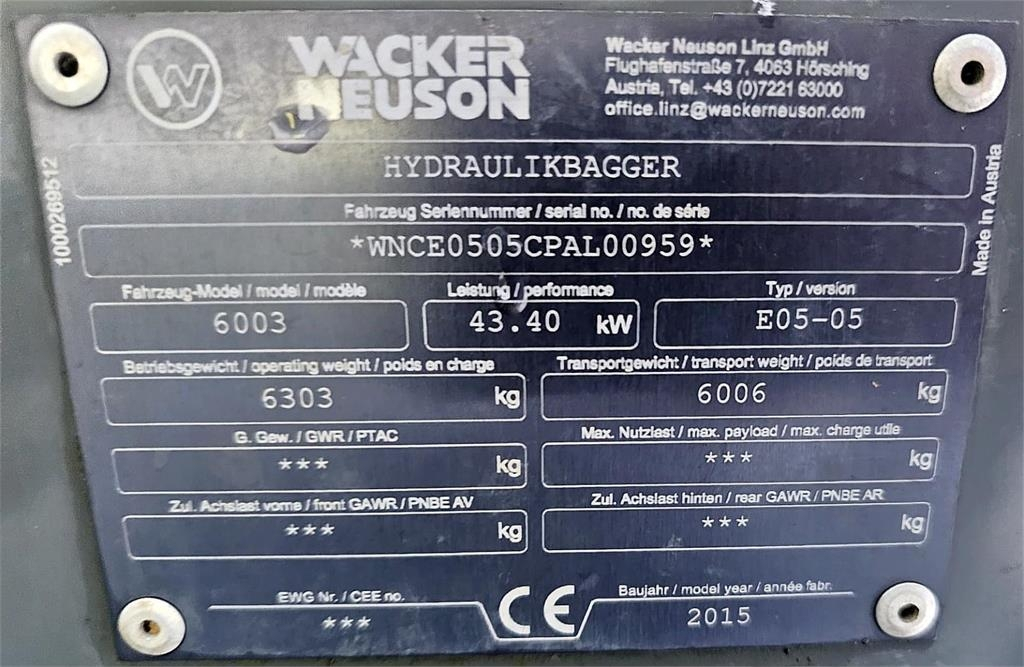 W
WACKER
NEUSON
Wacker Neuson Linz GmbH
Flughafenstraße 7, 4063 Hörsching
Austria, Tel. +43 (0)7221 63000
office.linz@wackerneuson.com
1000269512
Made in Austria
HYDRAULIKBAGGER
Fahrzeug Seriennummer / serial no. / no. de série
*WNCE0505CPAL00959*
Fahrzeug-Model / model / modèle
Leistung / performance
Typ / version
6003
43.40 kW
E05-05
Betriebsgewicht / operating weight / poids en charge
Transportgewicht / transport weight / poids de transport
6303 kg
6006 kg
G. Gew. / GWR / PTAC
Max. Nutzlast / max. payload / max. charge utile
*** kg
*** kg
Zul. Achslast vorne / front GAWR / PNBE AV
Zul. Achslast hinten / rear GAWR / PNBE AR
*** kg
*** kg
EWG Nr. / CEE no.
***
CE
Baujahr / model year / année fabr.
2015